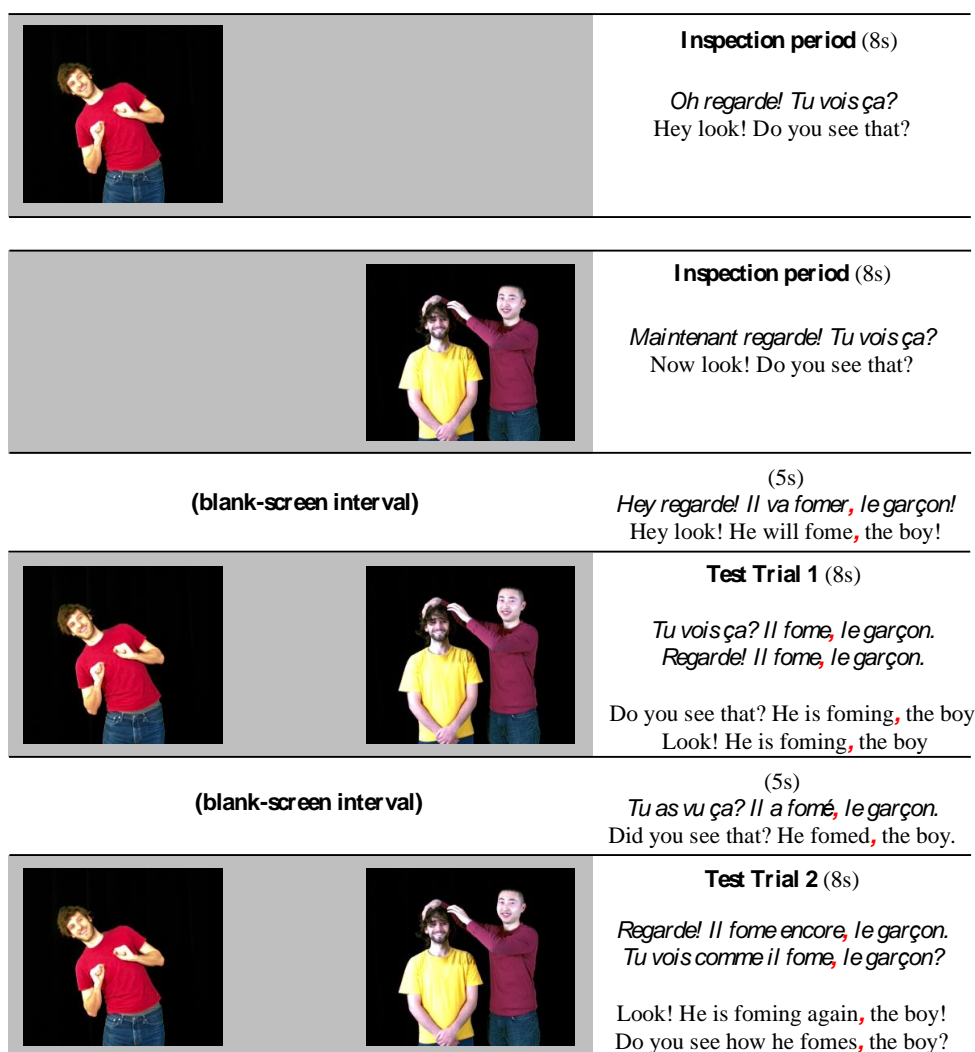 Inspection period (8s)
Oh regarde! Tu vois ça?
Hey look! Do you see that?
Inspection period (8s)
Maintenant regarde! Tu vois ça?
Now look! Do you see that?
(blank-screen interval)
(5s)
Hey regarde! Il va fomer, le garçon!
Hey look! He will fome, the boy!
Test Trial 1 (8s)
Tu vois ça? Il fome, le garçon.
Regarde! Il fome, le garçon.
Do you see that? He is foming, the boy
Look! He is foming, the boy
(blank-screen interval)
(5s)
Tu as vu ça? Il a fomé, le garçon.
Did you see that? He fomed, the boy.
Test Trial 2 (8s)
Regarde! Il fome encore, le garçon.
Tu vois comme il fome, le garçon?
Look! He is foming again, the boy!
Do you see how he fomes, the boy?